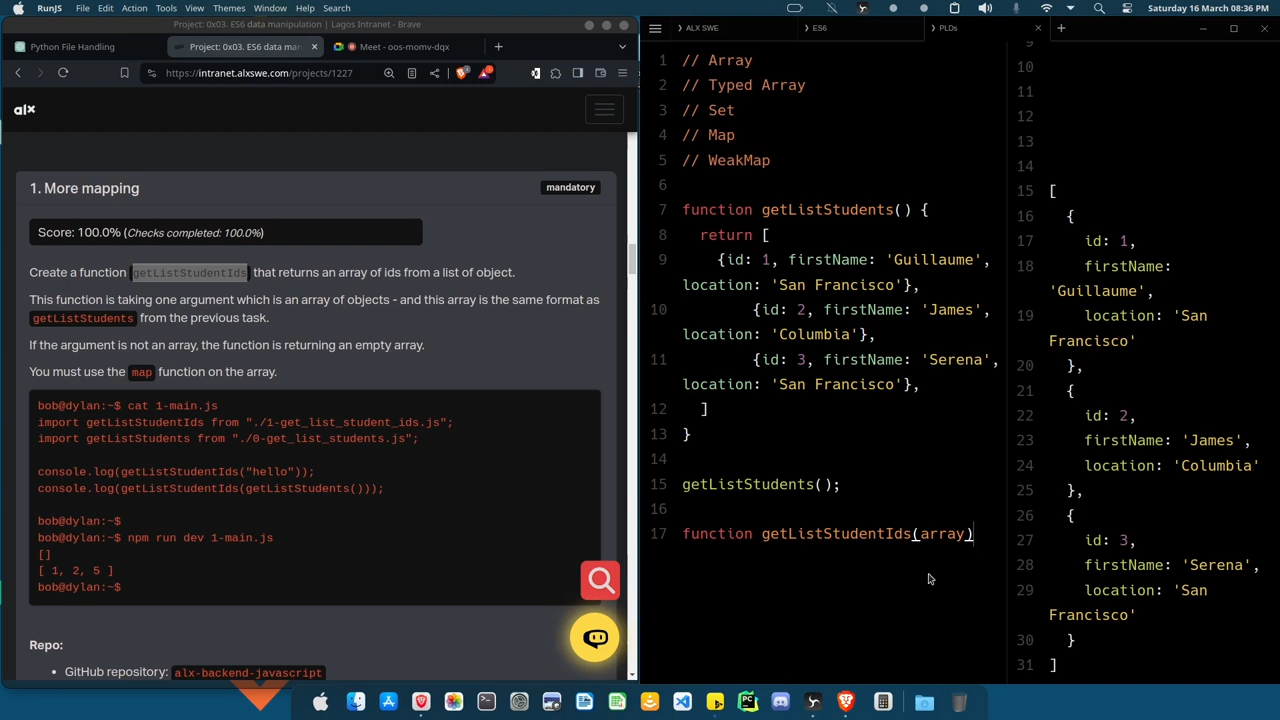 RunJS File Edit Action Tools View Themes Window Help Search Saturday 16 March 08:36 PM
Project: 0x03. ES6 data manipulation | Lagos Intranet - Brave
Python File Handling Project: 0x03. ES6 data man Meet - oos-momv-dqx
https://intranet.alxswe.com/projects/1227
alx
1. More mapping mandatory
Score: 100.0% (Checks completed: 100.0%)
Create a function getListStudentIds that returns an array of ids from a list of object.
This function is taking one argument which is an array of objects - and this array is the same format as
getListStudents from the previous task.
If the argument is not an array, the function is returning an empty array.
You must use the map function on the array.
bob@dylan:~$ cat 1-main.js
import getListStudentIds from "./1-get_list_student_ids.js";
import getListStudents from "./0-get_list_students.js";
console.log(getListStudentIds("hello"));
console.log(getListStudentIds(getListStudents()));
bob@dylan:~$
bob@dylan:~$ npm run dev 1-main.js
[]
[ 1, 2, 5 ]
bob@dylan:~$
Repo:
• GitHub repository: alx-backend-javascript
ALX SWE ES6 PLDs
1 // Array
2 // Typed Array
3 // Set
4 // Map
5 // WeakMap
6
7 function getListStudents() {
8 return [
9 {id: 1, firstName: 'Guillaume',
location: 'San Francisco'},
10 {id: 2, firstName: 'James',
location: 'Columbia'},
11 {id: 3, firstName: 'Serena',
location: 'San Francisco'},
12 ]
13 }
14
15 getListStudents();
16
17 function getListStudentIds(array)
9
10
11
12
13
14
15 [
16 {
17 id: 1,
18 firstName:
'Guillaume',
19 location: 'San
Francisco'
20 },
21 {
22 id: 2,
23 firstName: 'James',
24 location: 'Columbia'
25 },
26 {
27 id: 3,
28 firstName: 'Serena',
29 location: 'San
Francisco'
30 }
31 ]